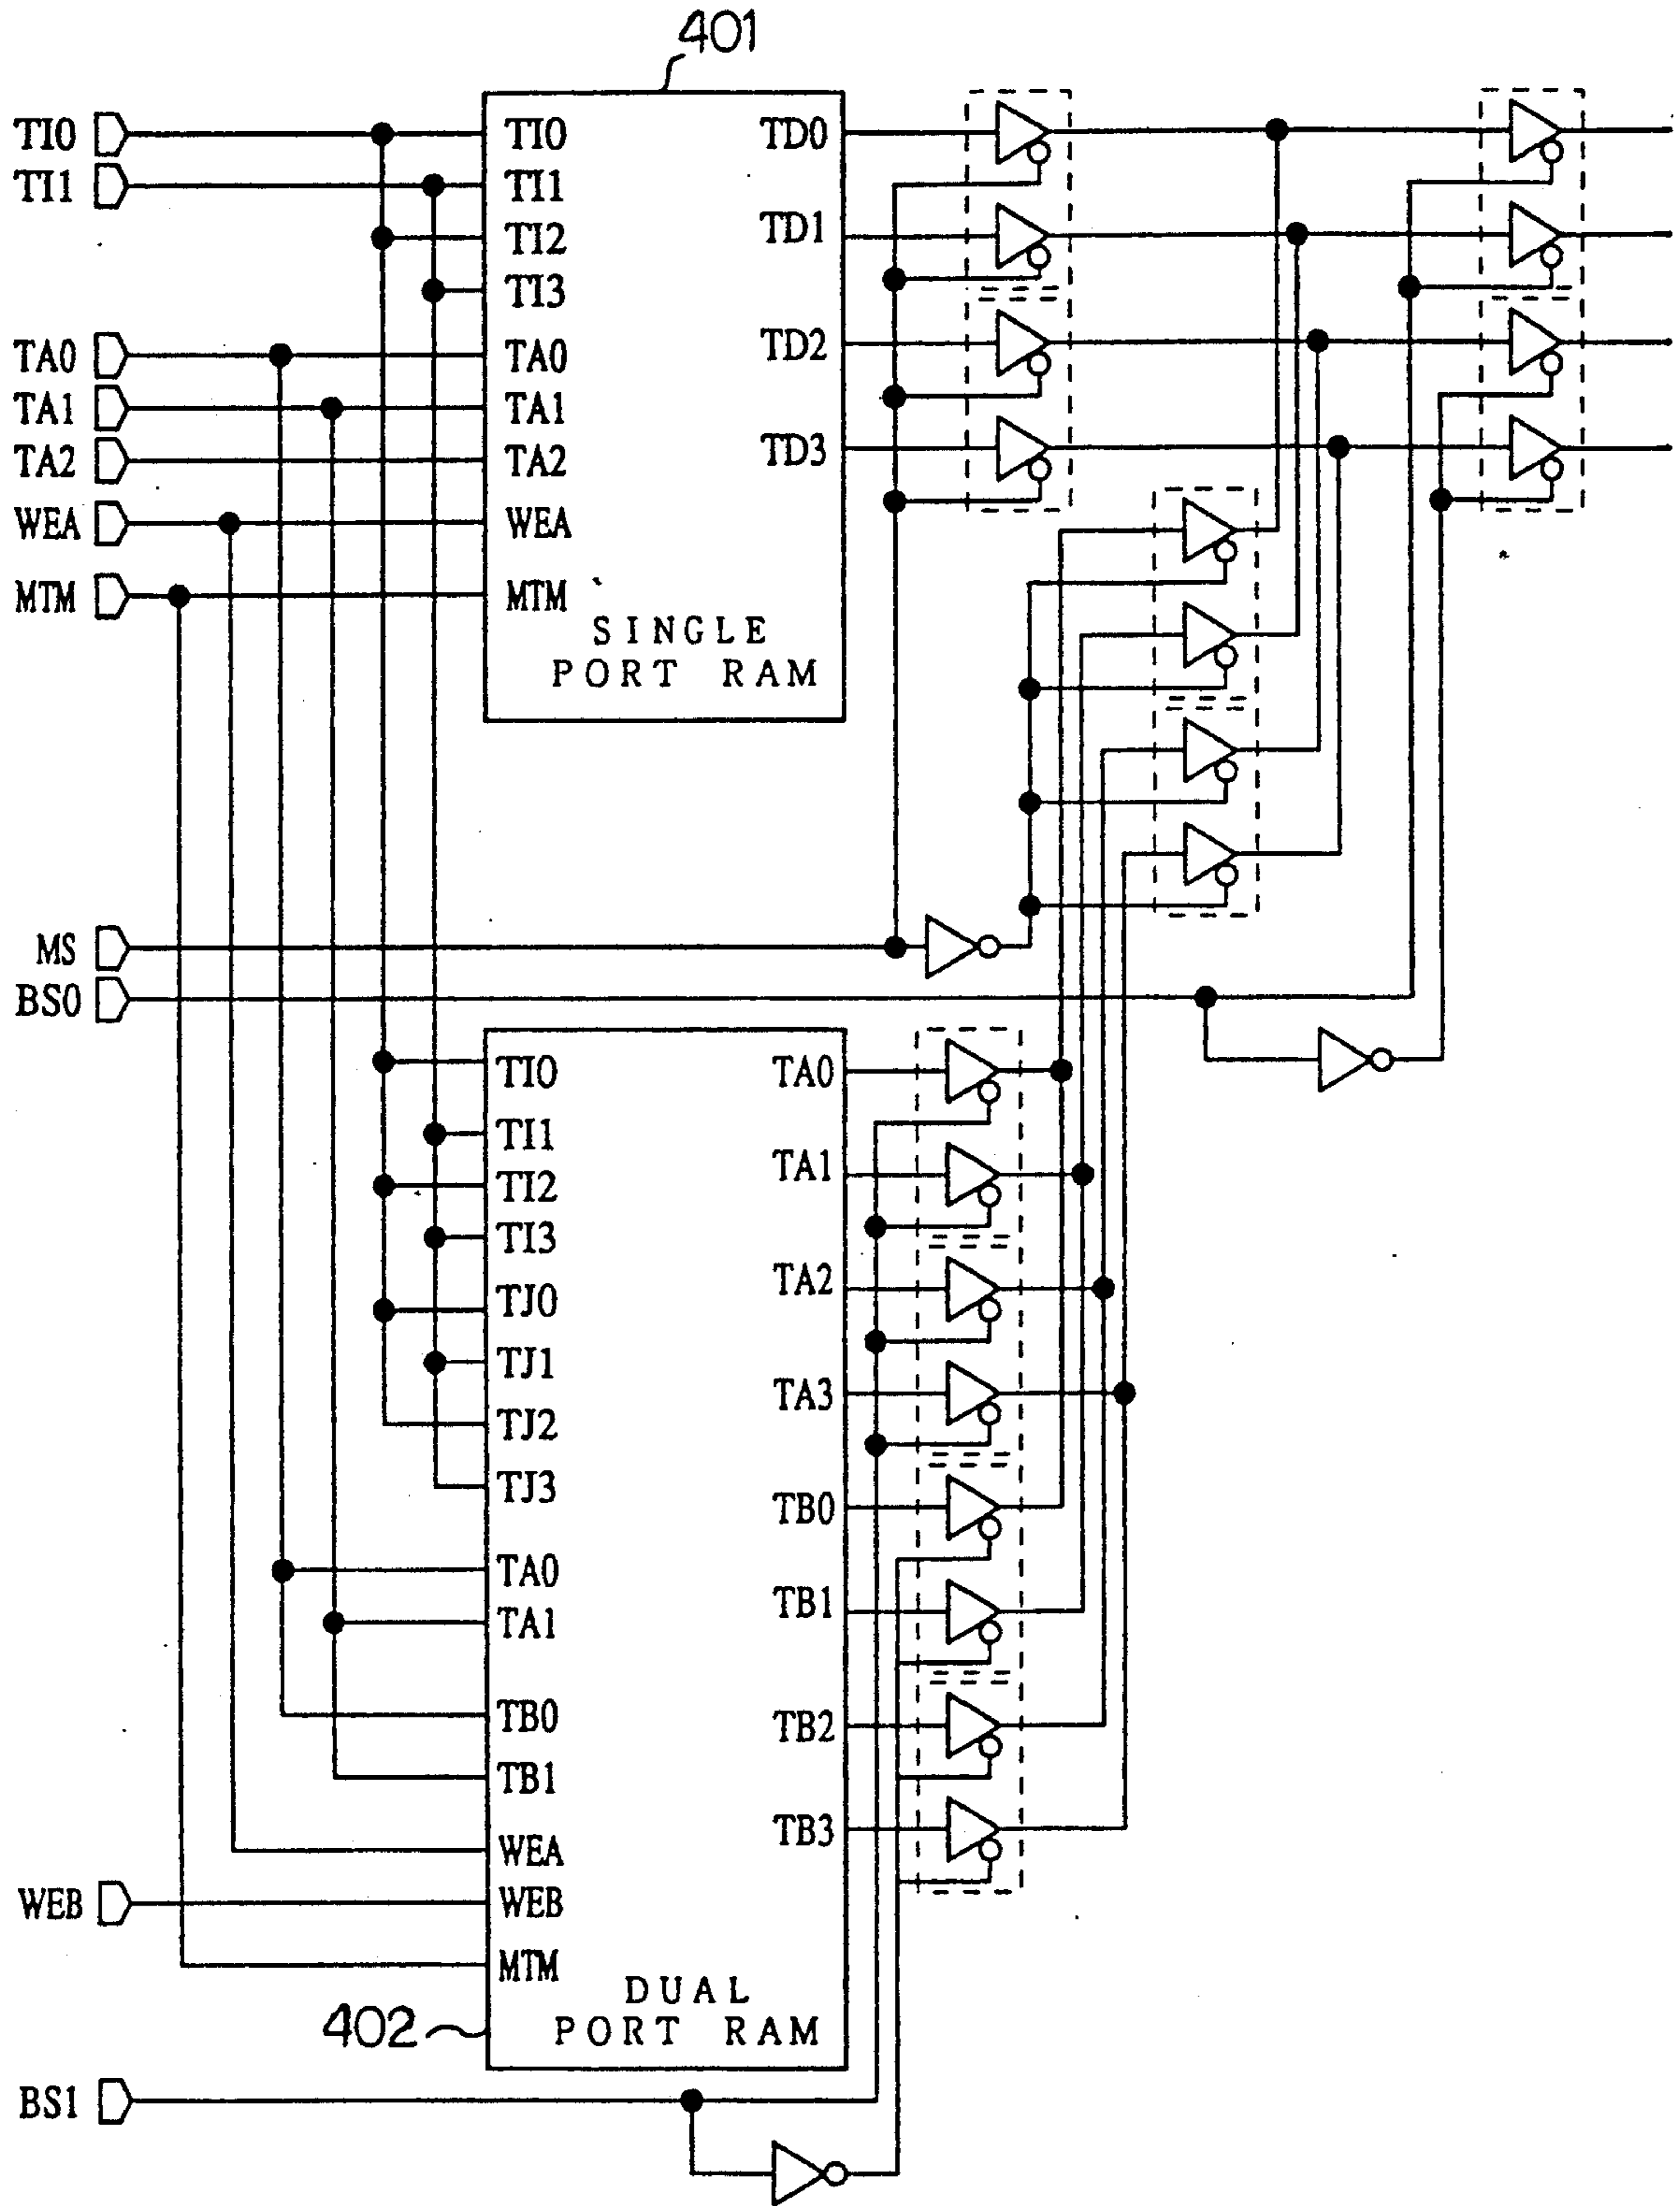 401
TI0
TI1
TA0
TA1
TA2
WEA
MTM
TI0
TI1
TI2
TI3
TA0
TA1
TA2
WEA
MTM
TD0
TD1
TD2
TD3
SINGLE
PORT RAM
MS
BS0
TI0
TI1
TI2
TI3
TJ0
TJ1
TJ2
TJ3
TA0
TA1
TB0
TB1
WEA
WEB
MTM
TA0
TA1
TA2
TA3
TB0
TB1
TB2
TB3
DUAL
PORT RAM
WEB
402
BS1